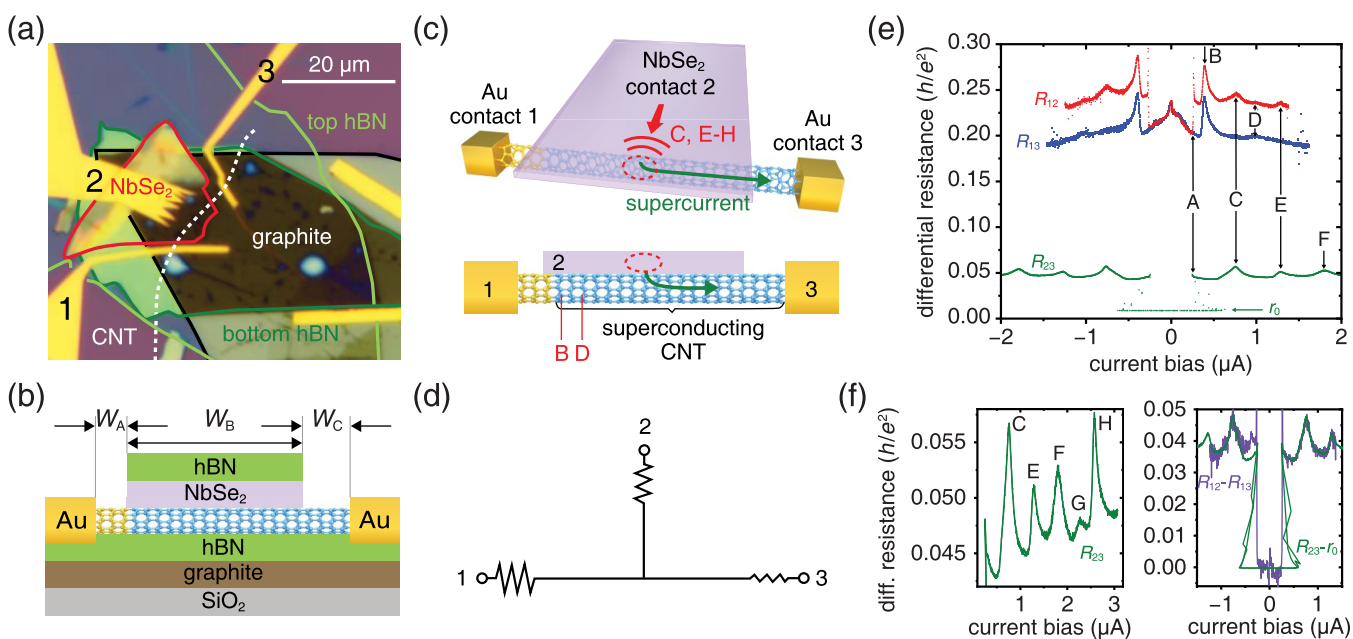 (a)
3
20 μm
top hBN
2
NbSe₂
graphite
1
CNT
bottom hBN
(b)
W_A
W_B
W_C
hBN
NbSe₂
Au
Au
hBN
graphite
SiO₂
(c)
NbSe₂
contact 2
Au
contact 1
C, E-H
Au
contact 3
supercurrent
2
1
3
superconducting
CNT
B
D
(d)
2
1
3
(e)
differential resistance (h/e²)
0.30
0.25
0.20
0.15
0.10
0.05
0.00
R₁₂
R₁₃
R₂₃
B
D
A
C
E
F
r₀
−2
−1
0
1
2
current bias (μA)
(f)
diff. resistance (h/e²)
0.055
0.050
0.045
C
E
F
G
H
R₂₃
1
2
3
current bias (μA)
0.05
0.04
0.03
0.02
0.01
0.00
R₁₂-R₁₃
R₂₃-r₀
−1
0
1
current bias (μA)